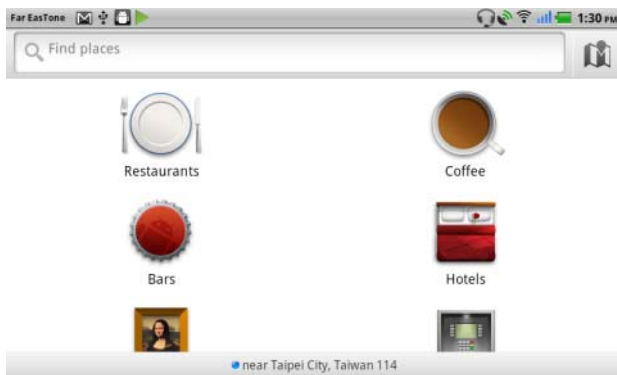 Far EasTone
1:30 PM
Find places
Restaurants
Coffee
Bars
Hotels
near Taipei City, Taiwan 114